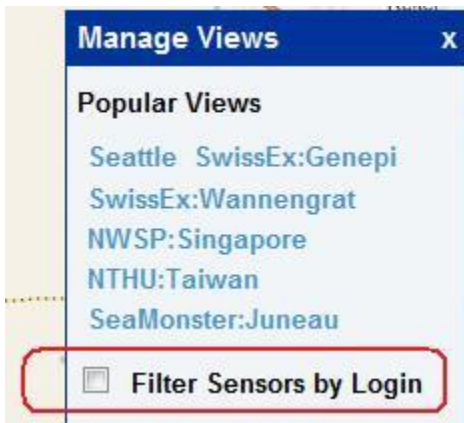 Manage Views x
Popular Views
Seattle SwissEx:Genepi
SwissEx:Wannengrat
NWSP:Singapore
NTHU:Taiwan
SeaMonster:Juneau
Filter Sensors by Login